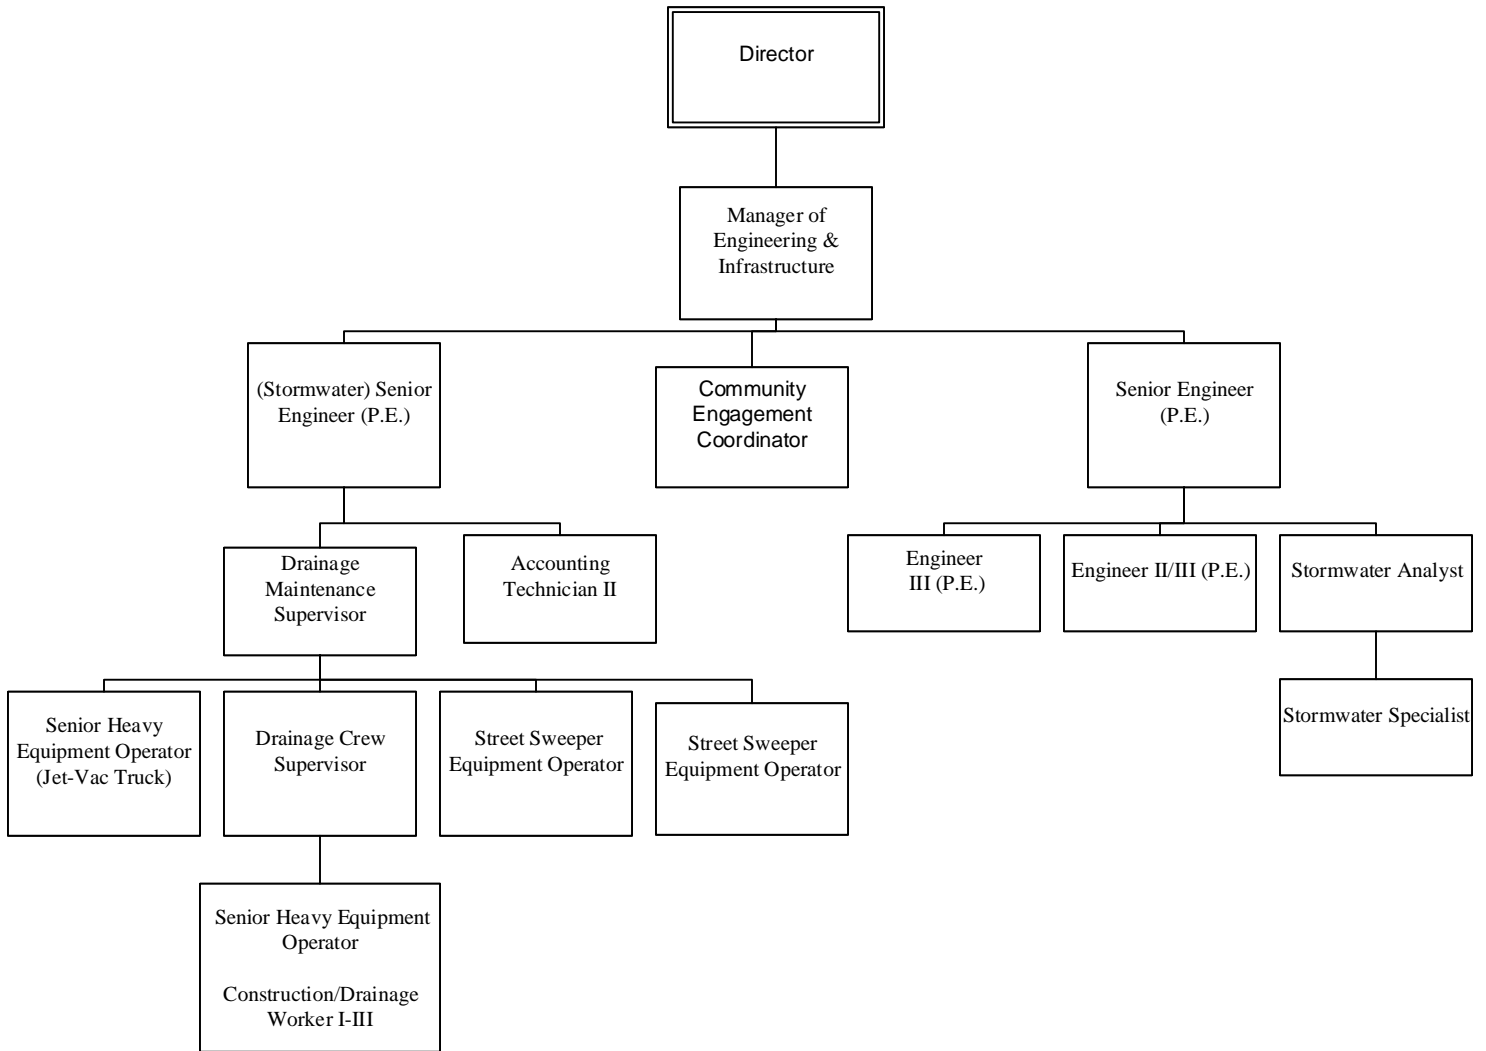 Director
Manager of
Engineering &
Infrastructure
(Stormwater) Senior
Engineer (P.E.)
Community
Engagement
Coordinator
Senior Engineer
(P.E.)
Drainage
Maintenance
Supervisor
Accounting
Technician II
Engineer
III (P.E.)
Engineer II/III (P.E.)
Stormwater Analyst
Senior Heavy
Equipment Operator
(Jet-Vac Truck)
Drainage Crew
Supervisor
Street Sweeper
Equipment Operator
Street Sweeper
Equipment Operator
Stormwater Specialist
Senior Heavy Equipment
Operator
Construction/Drainage
Worker I-III